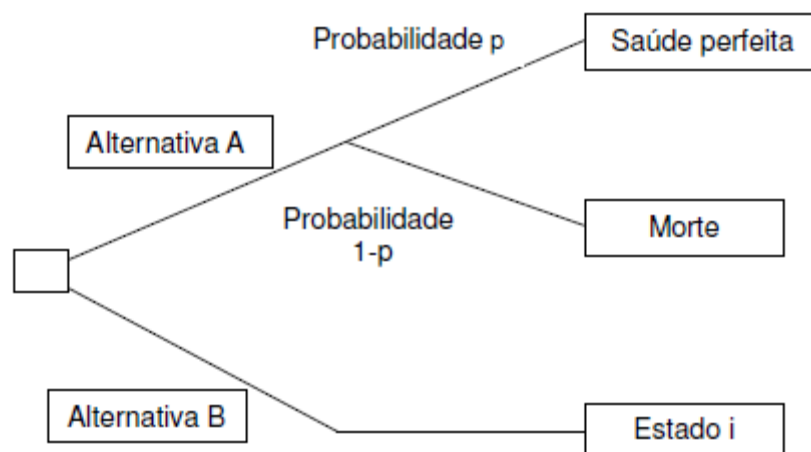 Probabilidade p
Saúde perfeita
Alternativa A
Probabilidade
1-p
Morte
Alternativa B
Estado i